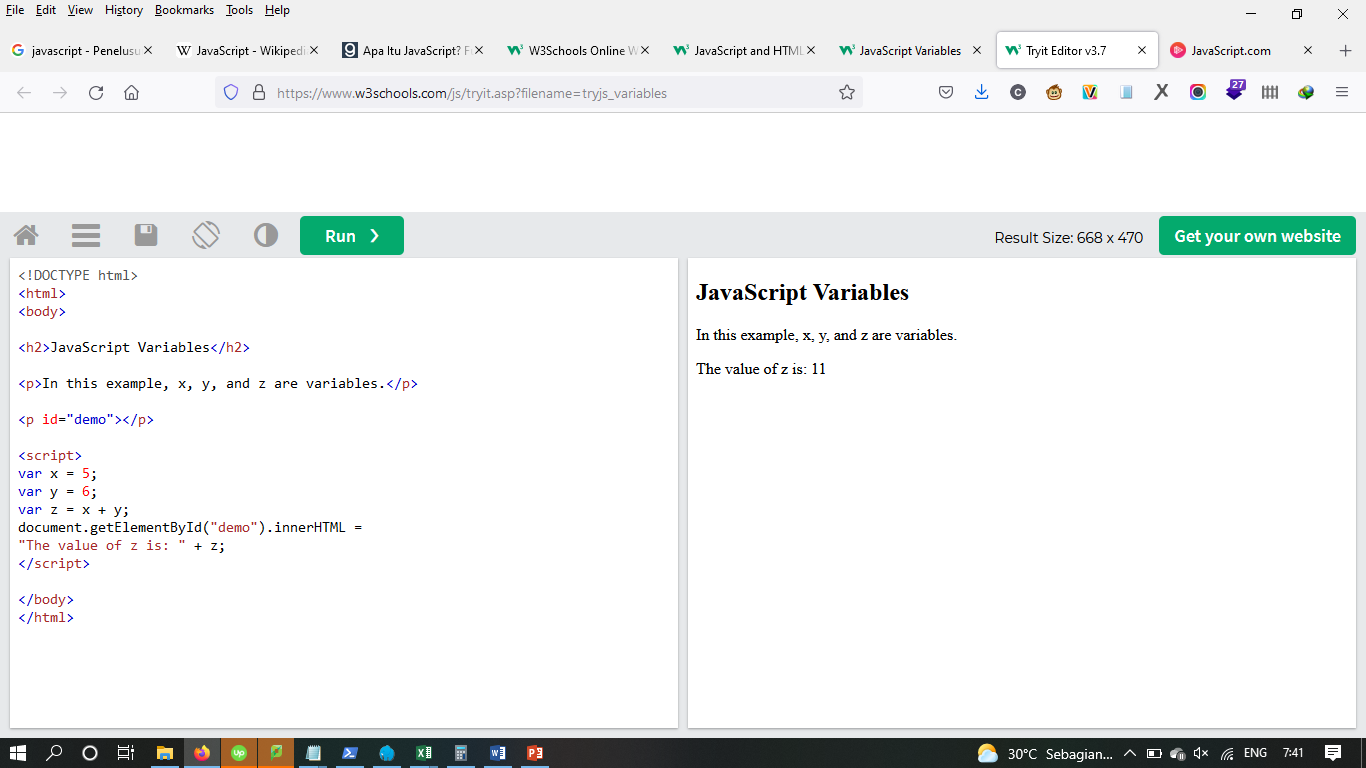 File Edit View History Bookmarks Tools Help
javascript - Penelusu
JavaScript - Wikipedi
Apa Itu JavaScript? F
W3Schools Online W
JavaScript and HTML
JavaScript Variables
Tryit Editor v3.7
JavaScript.com
https://www.w3schools.com/js/tryit.asp?filename=tryjs_variables
27
Run
Result Size: 668 x 470
Get your own website
<!DOCTYPE html>
<html>
<body>
<h2>JavaScript Variables</h2>
<p>In this example, x, y, and z are variables.</p>
<p id="demo"></p>
<script>
var x = 5;
var y = 6;
var z = x + y;
document.getElementById("demo").innerHTML =
"The value of z is: " + z;
</script>
</body>
</html>
JavaScript Variables
In this example, x, y, and z are variables.
The value of z is: 11
30°C Sebagian... ENG 7:41